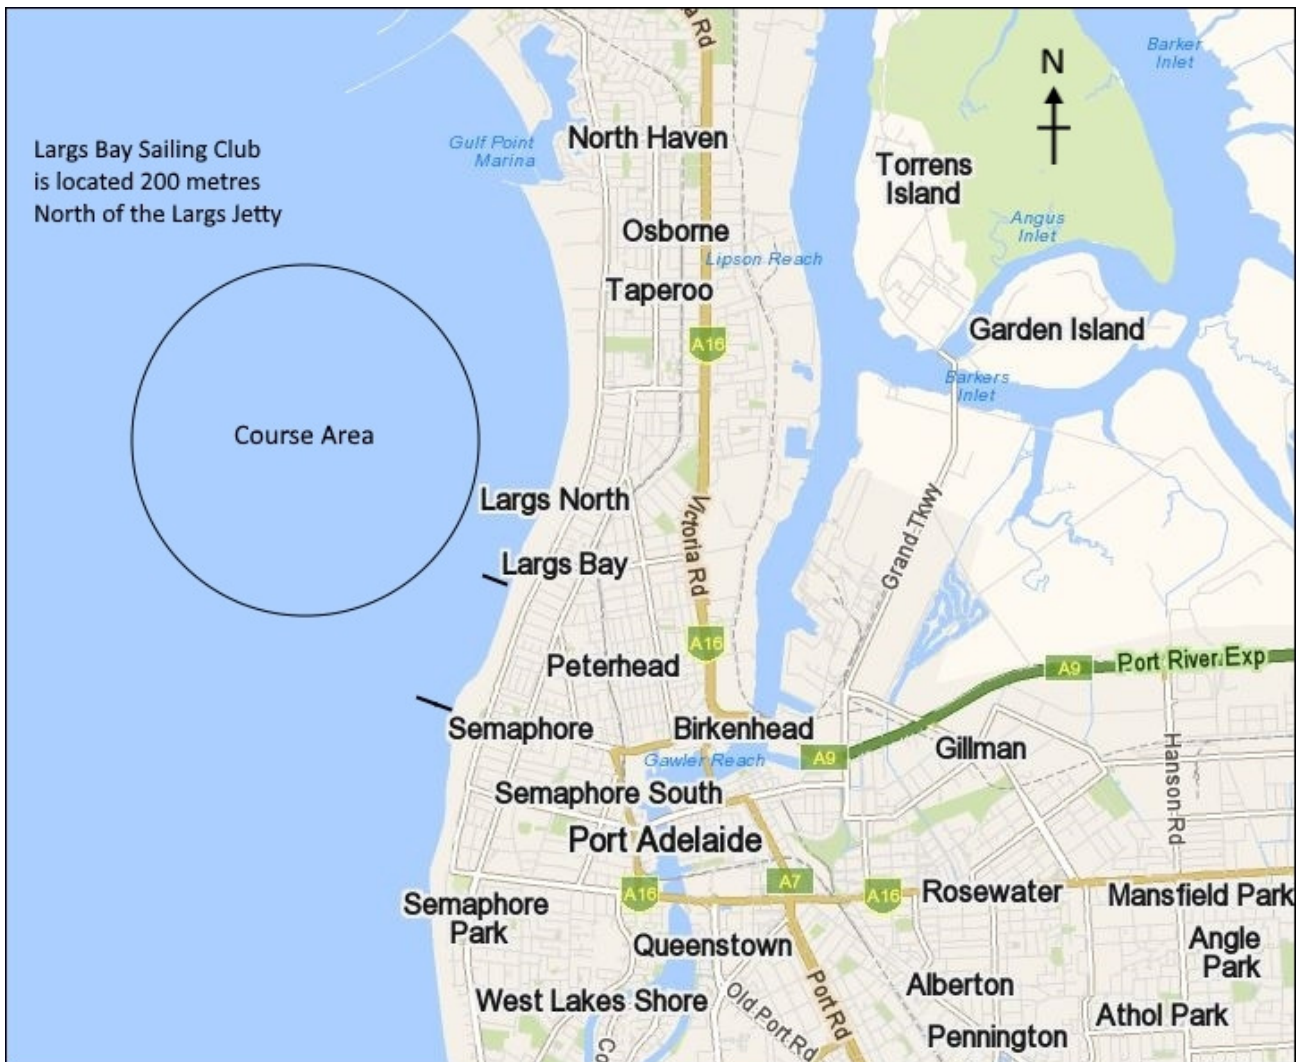 a Rd
Barker
Inlet
N
Largs Bay Sailing Club
is located 200 metres
North of the Largs Jetty
Gulf Point
Marina
North Haven
Torrens
Island
Angus
Inlet
Osborne
Lipson Reach
Taperoo
A16
Garden Island
Barkers
Inlet
Course Area
Largs North
Victoria Rd
Grand Tkwy
Largs Bay
A16
Peterhead
A9
Port River Exp
Semaphore
Birkenhead
Gawler Reach
A9
Gillman
Hanson Rd
Semaphore South
Port Adelaide
A16
A7
A16
Rosewater
Mansfield Park
Semaphore
Park
Queenstown
Angle
Park
West Lakes Shore
Old Port Rd
Port Rd
Alberton
Athol Park
Pennington
Co